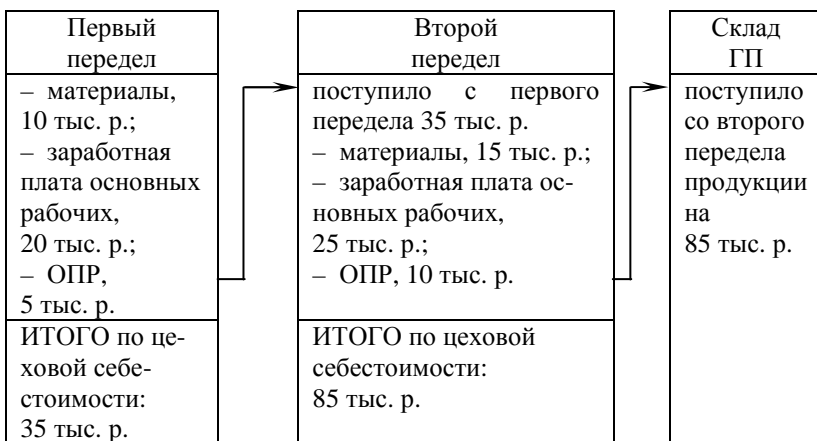 Первый
передел
– материалы,
10 тыс. р.;
– заработная
плата основных
рабочих,
20 тыс. р.;
– ОПР,
5 тыс. р.
ИТОГО по це-
ховой себе-
стоимости:
35 тыс. р.
Второй
передел
поступило с первого
передела 35 тыс. р.
– материалы, 15 тыс. р.;
– заработная плата ос-
новных рабочих,
25 тыс. р.;
– ОПР, 10 тыс. р.
ИТОГО по цеховой
себестоимости:
85 тыс. р.
Склад
ГП
поступило
со второго
передела
продукции
на
85 тыс. р.